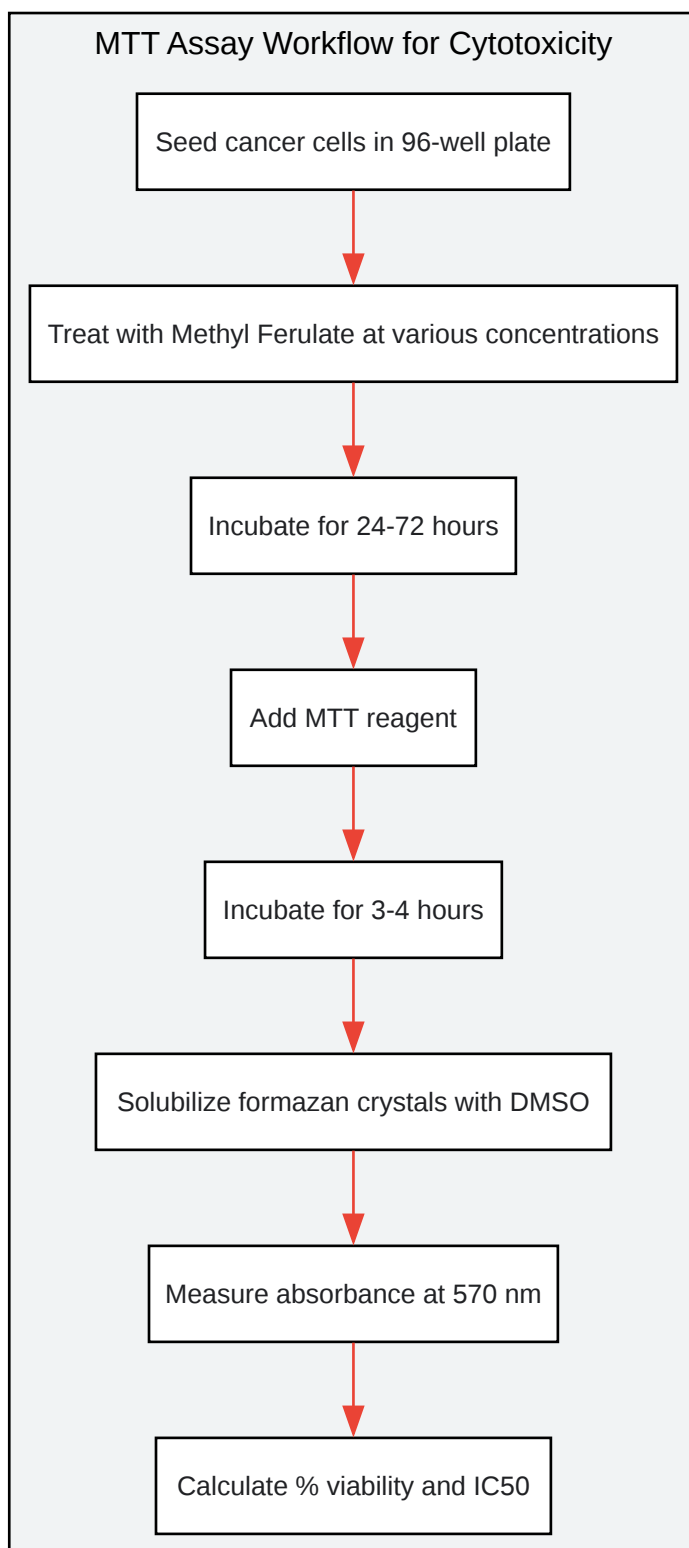 MTT Assay Workflow for Cytotoxicity
Seed cancer cells in 96-well plate
Treat with Methyl Ferulate at various concentrations
Incubate for 24-72 hours
Add MTT reagent
Incubate for 3-4 hours
Solubilize formazan crystals with DMSO
Measure absorbance at 570 nm
Calculate % viability and IC50